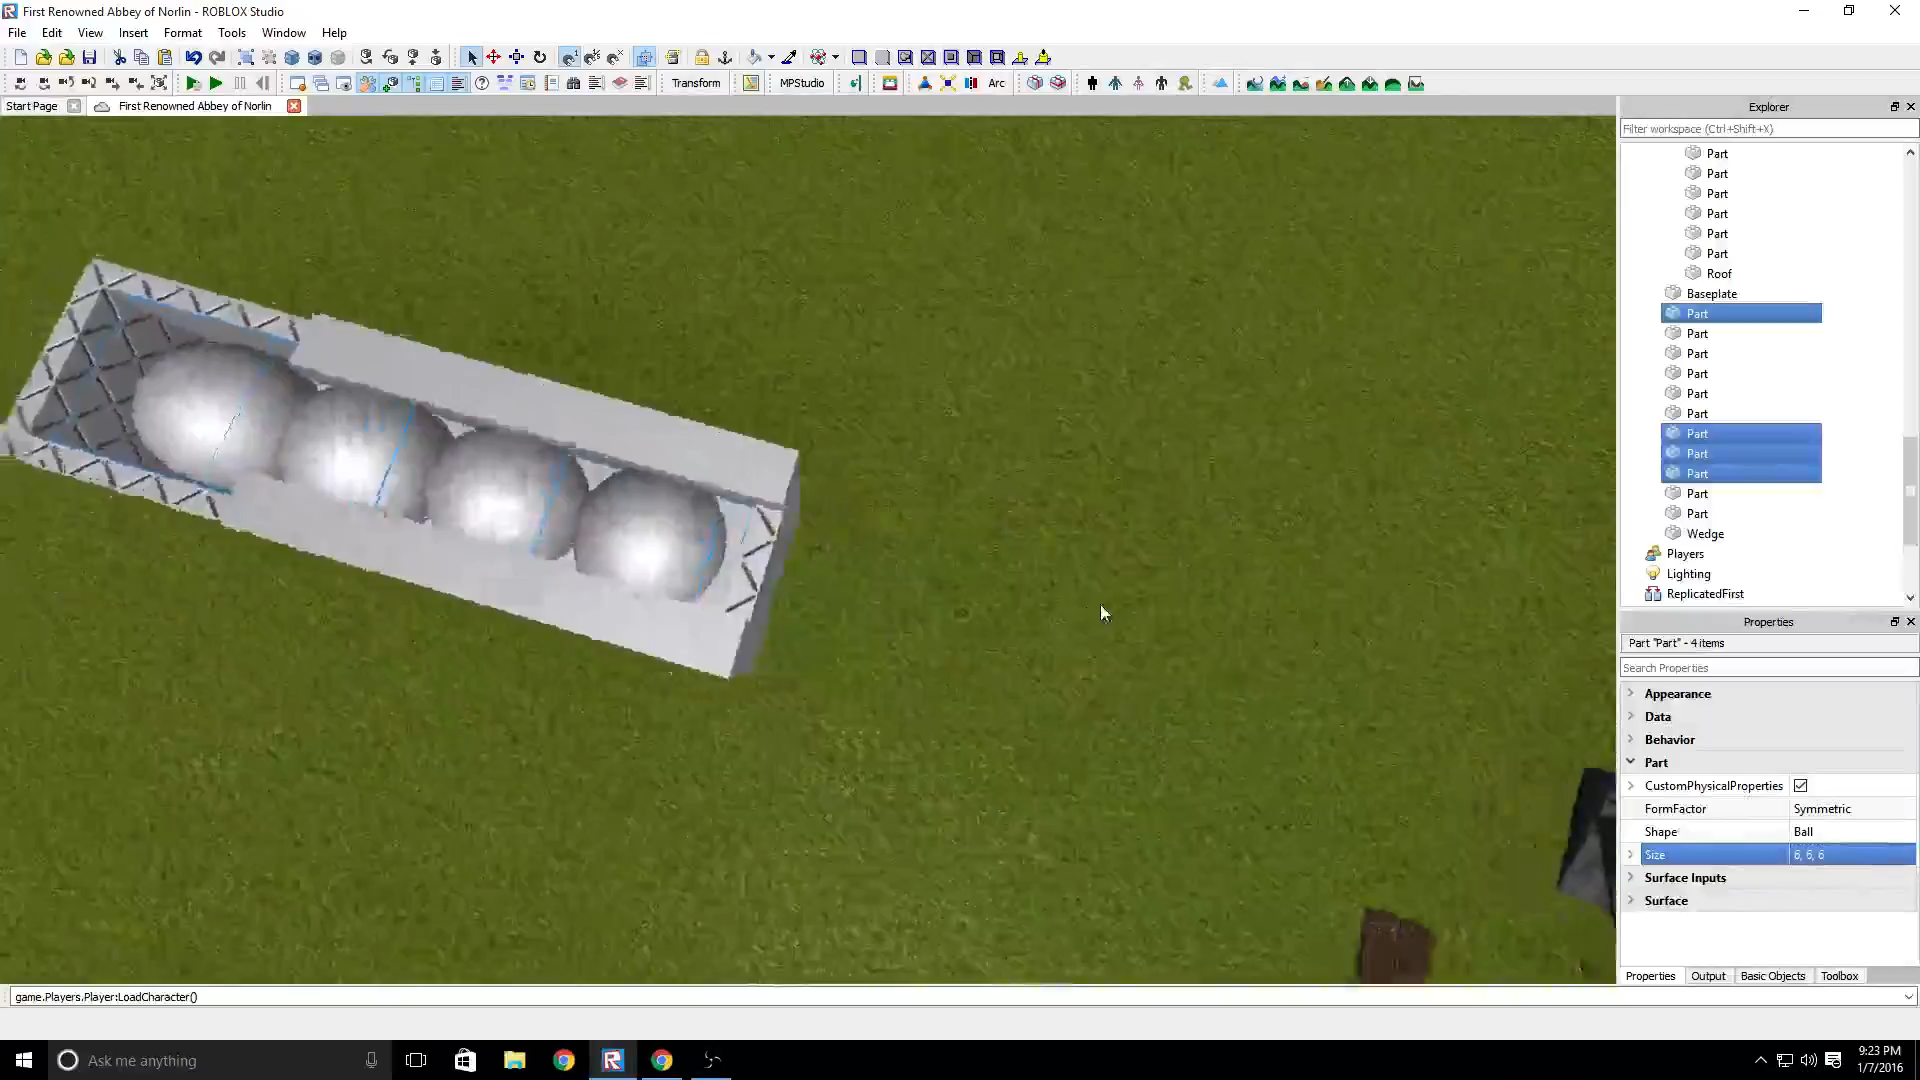 First Renowned Abbey of Norlin - ROBLOX Studio
File Edit View Insert Format Tools Window Help
Transform MPStudio Arc
Start Page First Renowned Abbey of Norlin
Explorer
Filter workspace (Ctrl+Shift+X)
Part
Part
Part
Part
Part
Part
Roof
Baseplate
Part
Part
Part
Part
Part
Part
Part
Part
Part
Part
Part
Wedge
Players
Lighting
ReplicatedFirst
Properties
Part "Part" - 4 items
Search Properties
Appearance
Data
Behavior
Part
CustomPhysicalProperties
FormFactor Symmetric
Shape Ball
Size 6, 6, 6
Surface Inputs
Surface
Properties Output Basic Objects Toolbox
game.Players.Player:LoadCharacter()
Ask me anything
9:23 PM
1/7/2016